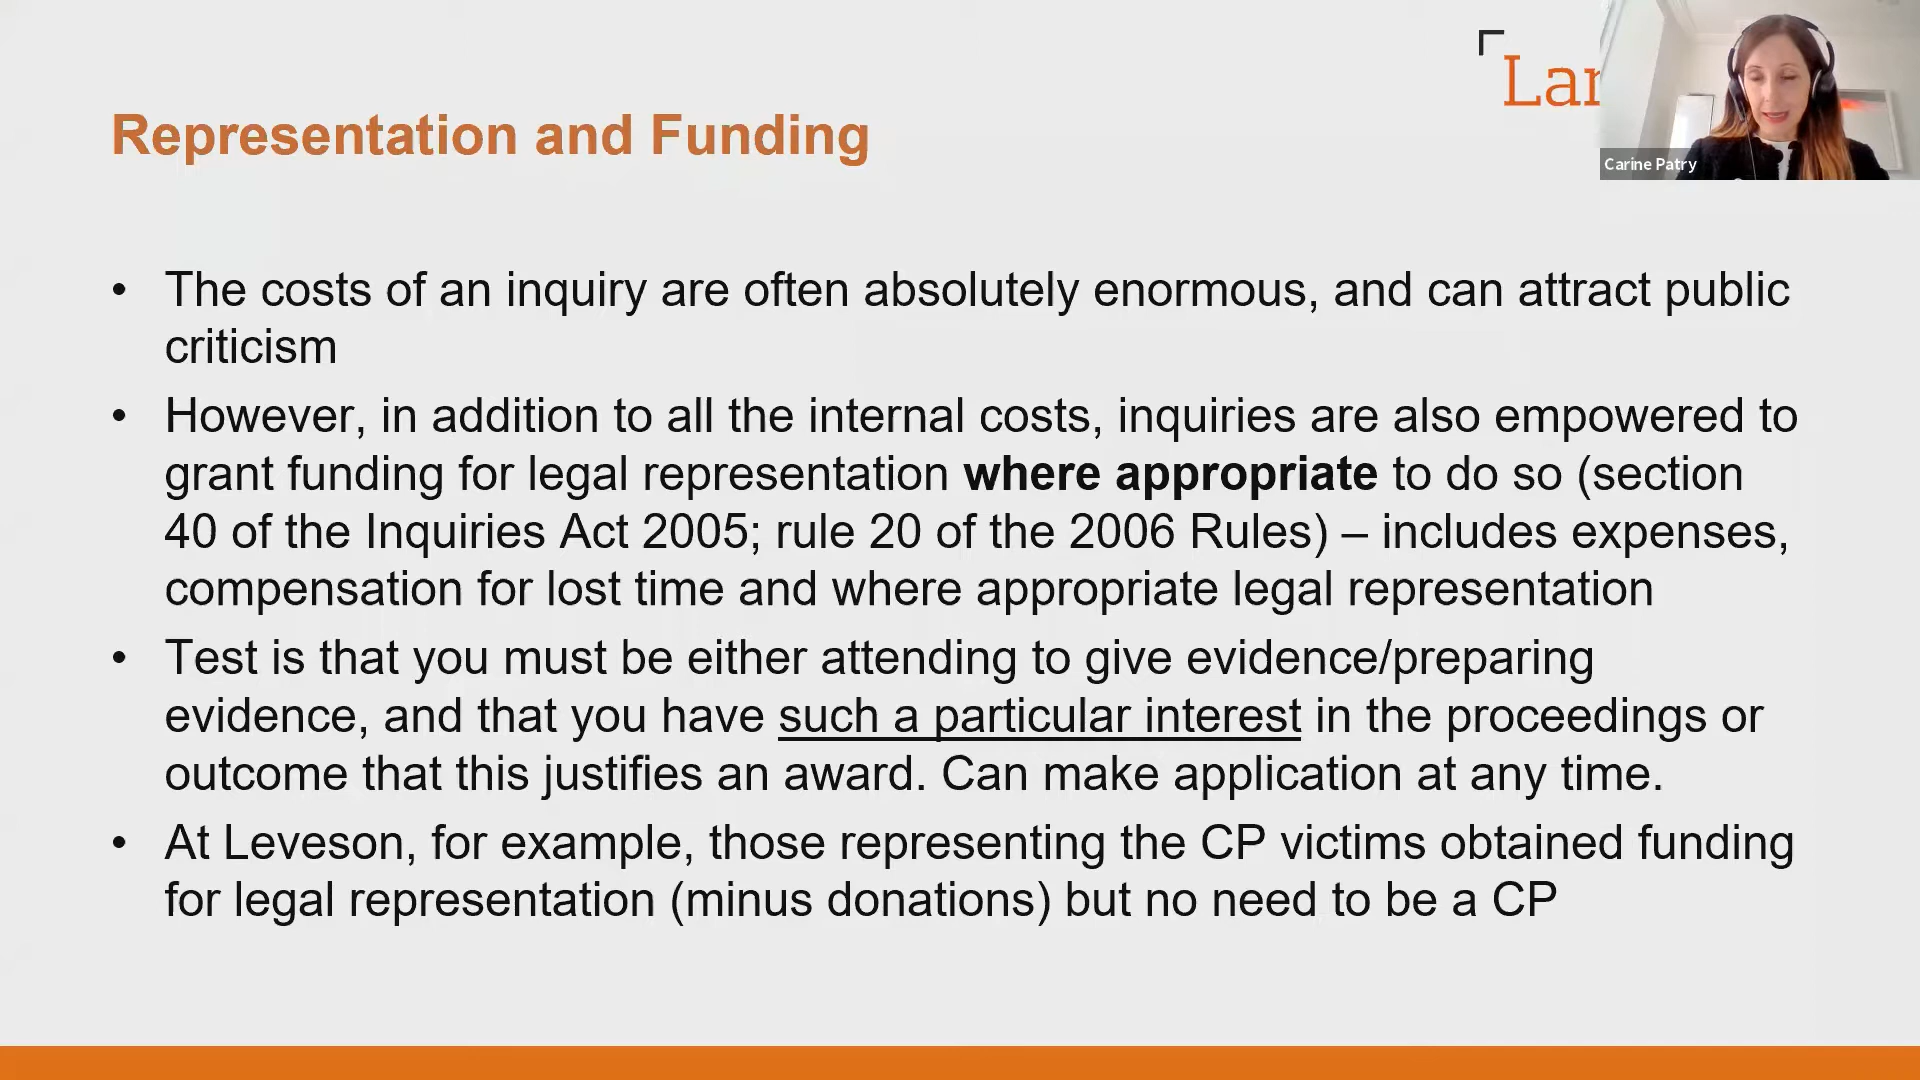 Lan
Carine Patry
Representation and Funding
• The costs of an inquiry are often absolutely enormous, and can attract public
criticism
• However, in addition to all the internal costs, inquiries are also empowered to
grant funding for legal representation where appropriate to do so (section
40 of the Inquiries Act 2005; rule 20 of the 2006 Rules) – includes expenses,
compensation for lost time and where appropriate legal representation
• Test is that you must be either attending to give evidence/preparing
evidence, and that you have such a particular interest in the proceedings or
outcome that this justifies an award. Can make application at any time.
• At Leveson, for example, those representing the CP victims obtained funding
for legal representation (minus donations) but no need to be a CP